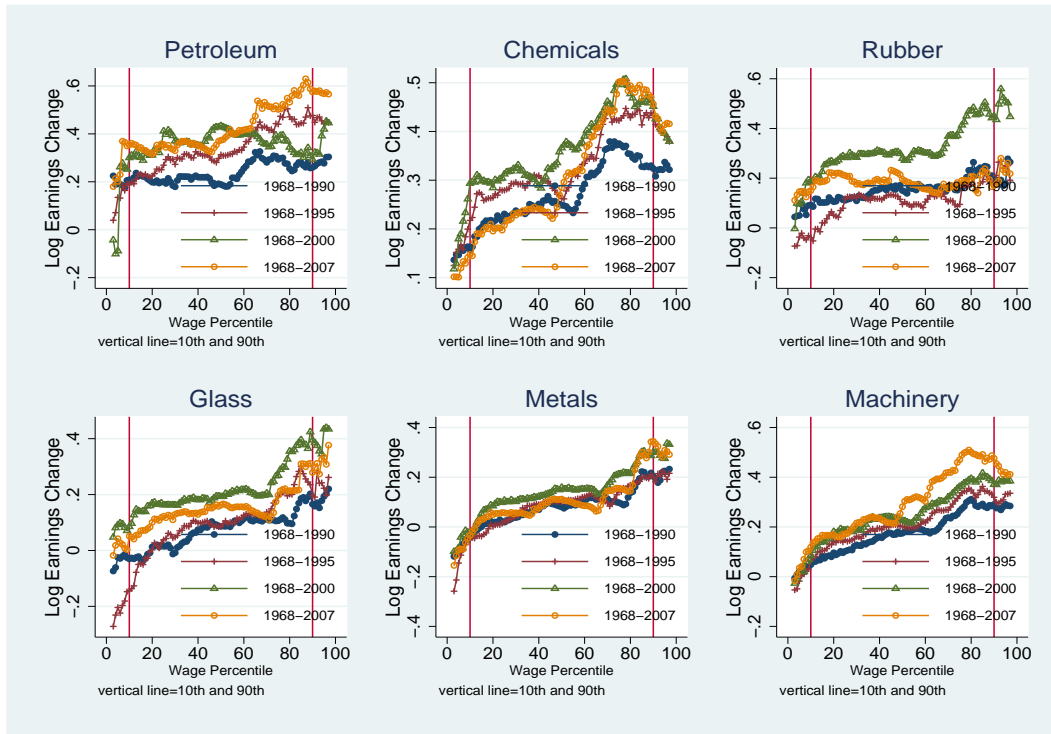 Petroleum
Log Earnings Change
-.2
0
.2
.4
.6
1968-1990
1968-1995
1968-2000
1968-2007
0 20 40 60 80 100
Wage Percentile
vertical line=10th and 90th
Chemicals
Log Earnings Change
.1
.2
.3
.4
.5
1968-1990
1968-1995
1968-2000
1968-2007
0 20 40 60 80 100
Wage Percentile
vertical line=10th and 90th
Rubber
Log Earnings Change
-.2
0
.2
.4
.6
1968-1990
1968-1995
1968-2000
1968-2007
0 20 40 60 80 100
Wage Percentile
vertical line=10th and 90th
Glass
Log Earnings Change
-.2
0
.2
.4
1968-1990
1968-1995
1968-2000
1968-2007
0 20 40 60 80 100
Wage Percentile
vertical line=10th and 90th
Metals
Log Earnings Change
-.4
-.2
0
.2
.4
1968-1990
1968-1995
1968-2000
1968-2007
0 20 40 60 80 100
Wage Percentile
vertical line=10th and 90th
Machinery
Log Earnings Change
-.2
0
.2
.4
.6
1968-1990
1968-1995
1968-2000
1968-2007
0 20 40 60 80 100
Wage Percentile
vertical line=10th and 90th